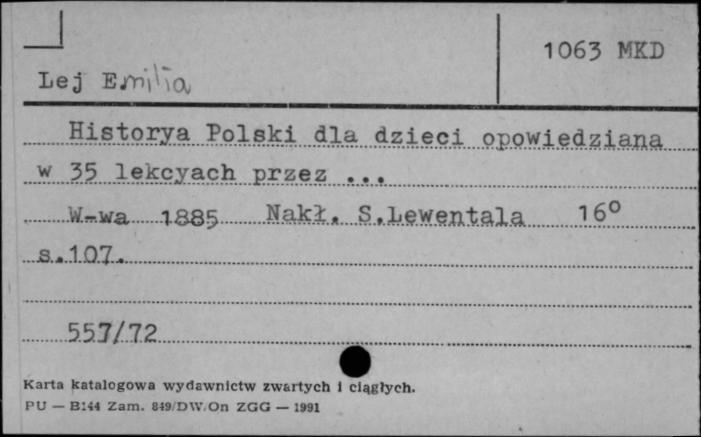 1063 MKD
Lej Emilia
Historya Polski dla dzieci opowiedziana
w 35 lekcyach przez ...
W-wa 1885 Nakł. S.Lewentala 16°
s.107.
557/72
Karta katalogowa wydawnictw zwartych i ciągłych.
PU — B144 Zam. 849/DW/On ZGG — 1991